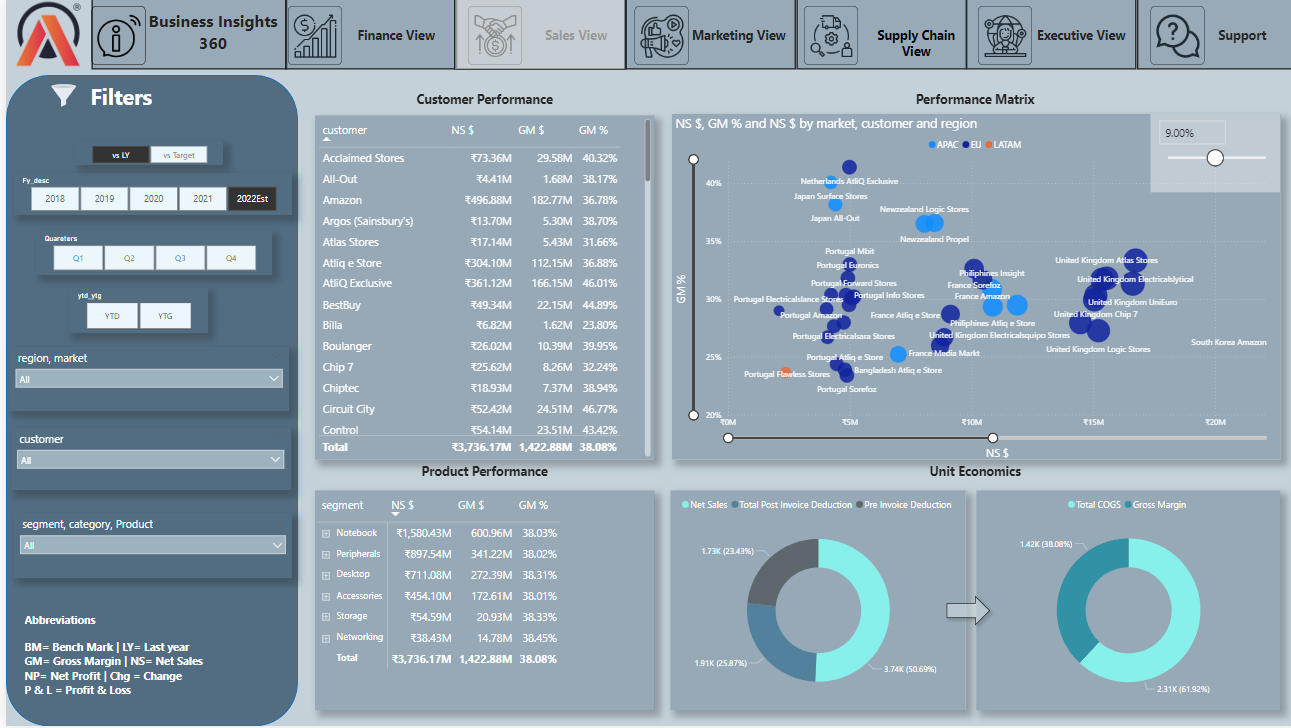 Business Insights
360
Finance View
Sales View
Marketing View
Supply Chain
View
Executive View
Support
Filters
vs LY
vs Target
Fy_desc
2018
2019
2020
2021
2022Est
Quareters
Q1
Q2
Q3
Q4
ytd_ytg
YTD
YTG
region, market
All
customer
All
segment, category, Product
All
Abbreviations
BM= Bench Mark | LY= Last year
GM= Gross Margin | NS= Net Sales
NP= Net Profit | Chg = Change
P & L = Profit & Loss
Customer Performance
customer NS $ GM $ GM %
Acclaimed Stores ₹73.36M 29.58M 40.32%
All-Out ₹4.41M 1.68M 38.17%
Amazon ₹496.88M 182.77M 36.78%
Argos (Sainsbury's) ₹13.70M 5.30M 38.70%
Atlas Stores ₹17.14M 5.43M 31.66%
Atliq e Store ₹304.10M 112.15M 36.88%
AtliQ Exclusive ₹361.12M 166.15M 46.01%
BestBuy ₹49.34M 22.15M 44.89%
Billa ₹6.82M 1.62M 23.80%
Boulanger ₹26.02M 10.39M 39.95%
Chip 7 ₹25.62M 8.26M 32.24%
Chiptec ₹18.93M 7.37M 38.94%
Circuit City ₹52.42M 24.51M 46.77%
Control ₹54.14M 23.51M 43.42%
Total ₹3,736.17M 1,422.88M 38.08%
Performance Matrix
NS $, GM % and NS $ by market, customer and region
APAC EU LATAM
9.00%
GM %
40%
35%
30%
25%
20%
Netherlands AtliQ Exclusive
Japan Surface Stores
Japan All-Out
Newzealand Logic Stores
Newzealand Propel
Portugal Mbit
Portugal Euronics
Portugal Forward Stores
Portugal Electricalslance Stores
Portugal Info Stores
Portugal Amazon
Portugal Electricalsara Stores
Portugal Atliq e Store
Portugal Flawless Stores
Bangladesh Atliq e Store
Portugal Sorefoz
Philiphines Insight
France Sorefoz
France Amazon
France Atliq e Store
Philiphines Atliq e Store
United Kingdom Electricalsquipo Stores
France Media Markt
United Kingdom Atlas Stores
United Kingdom Electricalslytical
United Kingdom UniEuro
United Kingdom Chip 7
United Kingdom Logic Stores
South Korea Amazon
₹0M ₹5M ₹10M ₹15M ₹20M
NS $
Product Performance
segment NS $ GM $ GM %
Notebook ₹1,580.43M 600.96M 38.03%
Peripherals ₹897.54M 341.22M 38.02%
Desktop ₹711.08M 272.39M 38.31%
Accessories ₹454.10M 172.61M 38.01%
Storage ₹54.59M 20.93M 38.33%
Networking ₹38.43M 14.78M 38.45%
Total ₹3,736.17M 1,422.88M 38.08%
Unit Economics
Net Sales Total Post Invoice Deduction Pre Invoice Deduction
1.73K (23.43%)
1.91K (25.87%)
3.74K (50.69%)
Total COGS Gross Margin
1.42K (38.08%)
2.31K (61.92%)